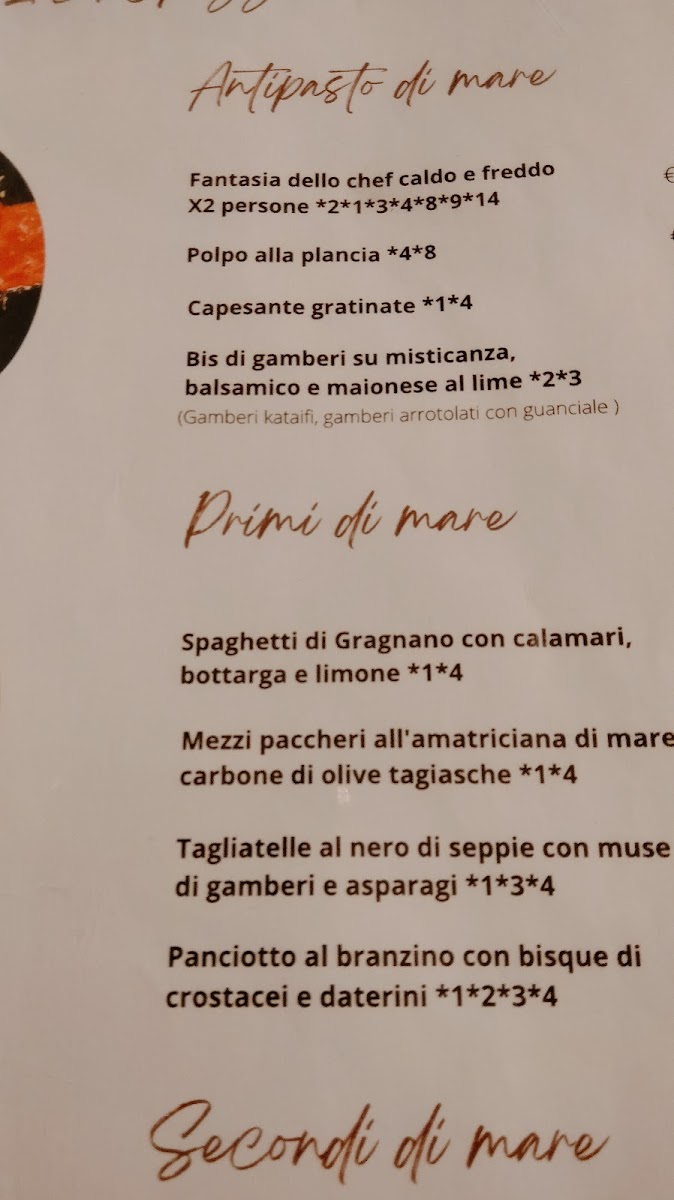 Antipasto di mare
Fantasia dello chef caldo e freddo
X2 persone *2*1*3*4*8*9*14
€
Polpo alla plancia *4*8
Capesante gratinate *1*4
Bis di gamberi su misticanza,
balsamico e maionese al lime *2*3
(Gamberi kataifi, gamberi arrotolati con guanciale )
Primi di mare
Spaghetti di Gragnano con calamari,
bottarga e limone *1*4
Mezzi paccheri all'amatriciana di mare
carbone di olive tagiasche *1*4
Tagliatelle al nero di seppie con muse
di gamberi e asparagi *1*3*4
Panciotto al branzino con bisque di
crostacei e daterini *1*2*3*4
Secondi di mare